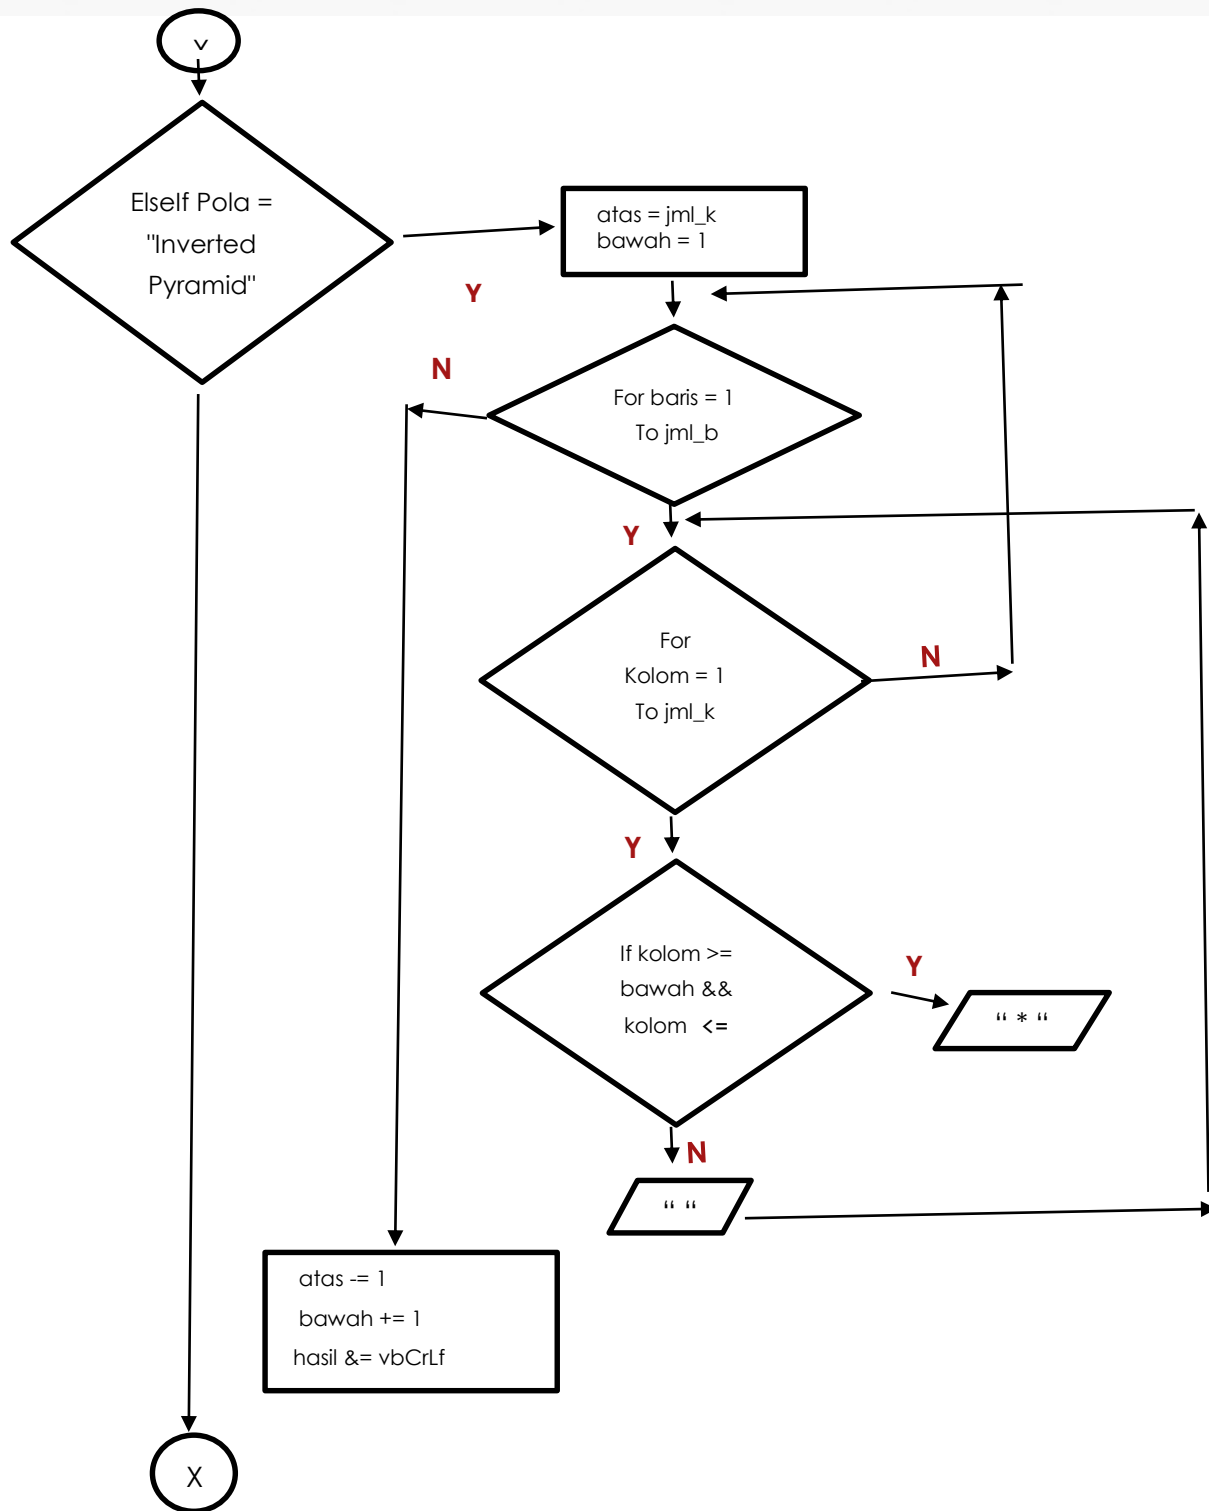 v
ElseIf Pola =
"Inverted
Pyramid"
Y
atas = jml_k
bawah = 1
N
For baris = 1
To jml_b
Y
For
Kolom = 1
To jml_k
N
Y
If kolom >=
bawah &&
kolom <=
Y
“ * “
N
“ “
atas -= 1
bawah += 1
hasil &= vbCrLf
X